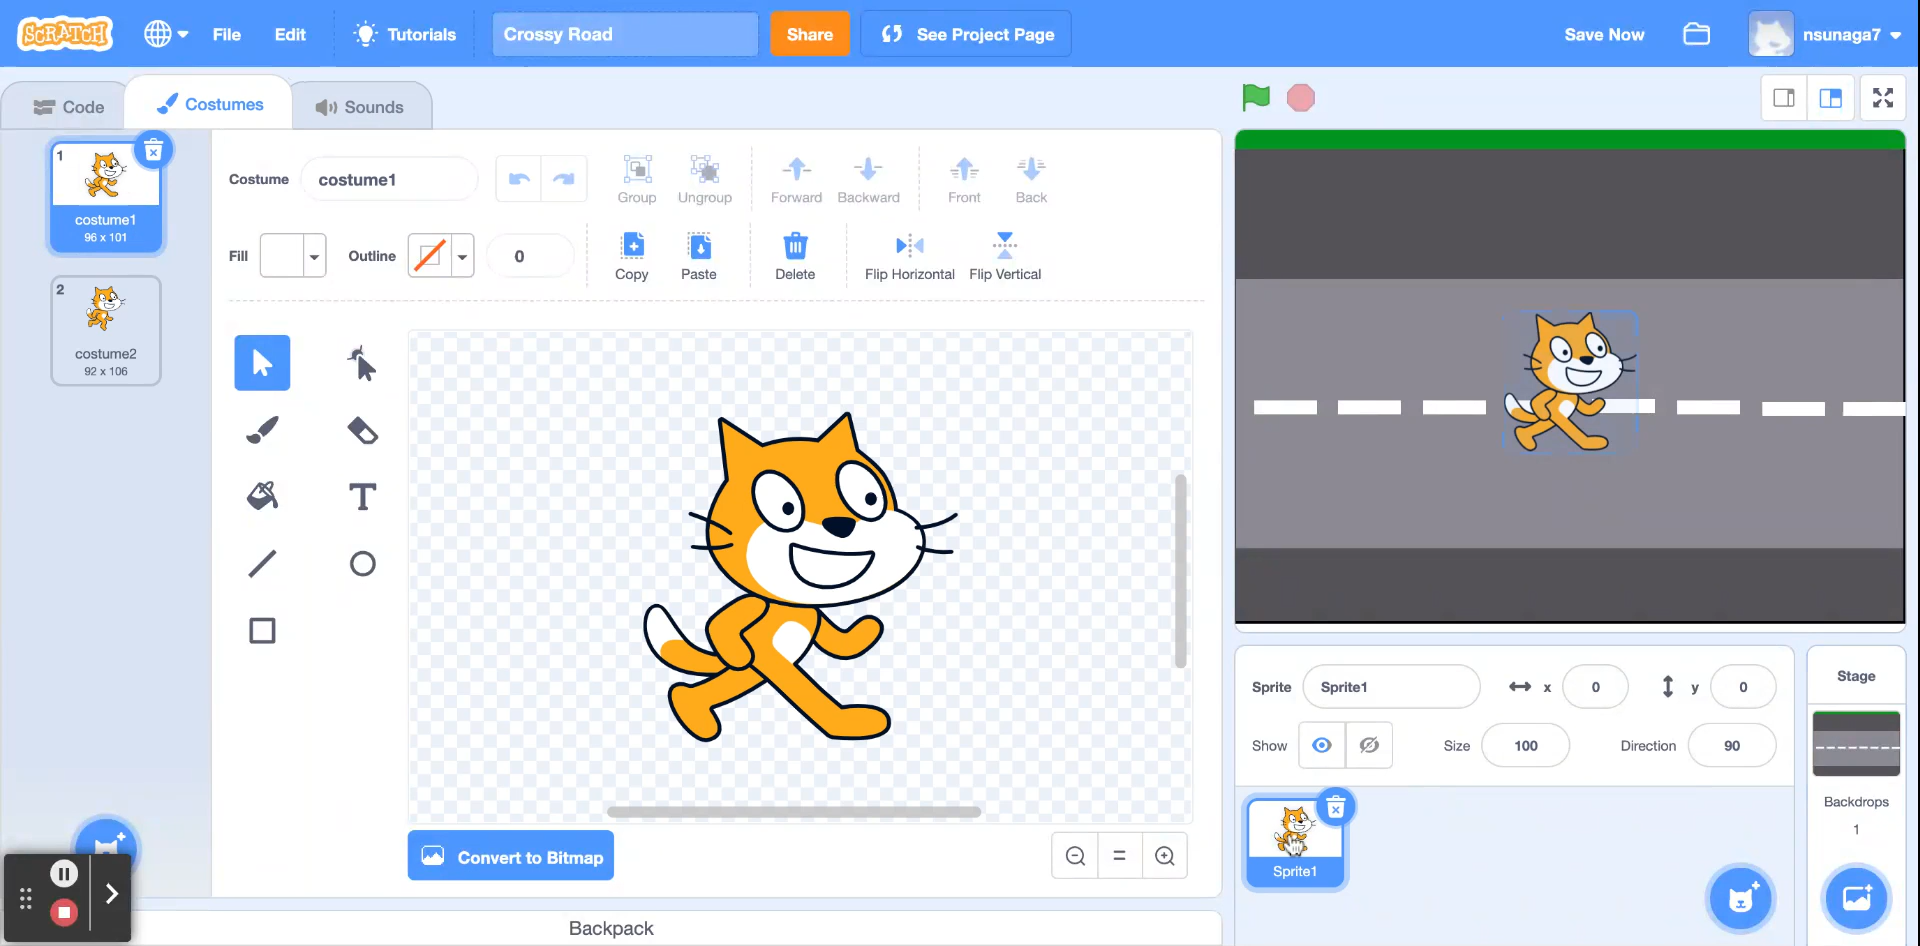 SCRATCH File Edit Tutorials Crossy Road Share See Project Page Save Now nsunaga7
Code Costumes Sounds
1
costume1
96 x 101
2
costume2
92 x 106
Costume costume1 Group Ungroup Forward Backward Front Back
Fill Outline 0 Copy Paste Delete Flip Horizontal Flip Vertical
T
Convert to Bitmap =
Backpack
Sprite Sprite1 x 0 y 0
Show Size 100 Direction 90
Sprite1
Stage
Backdrops
1